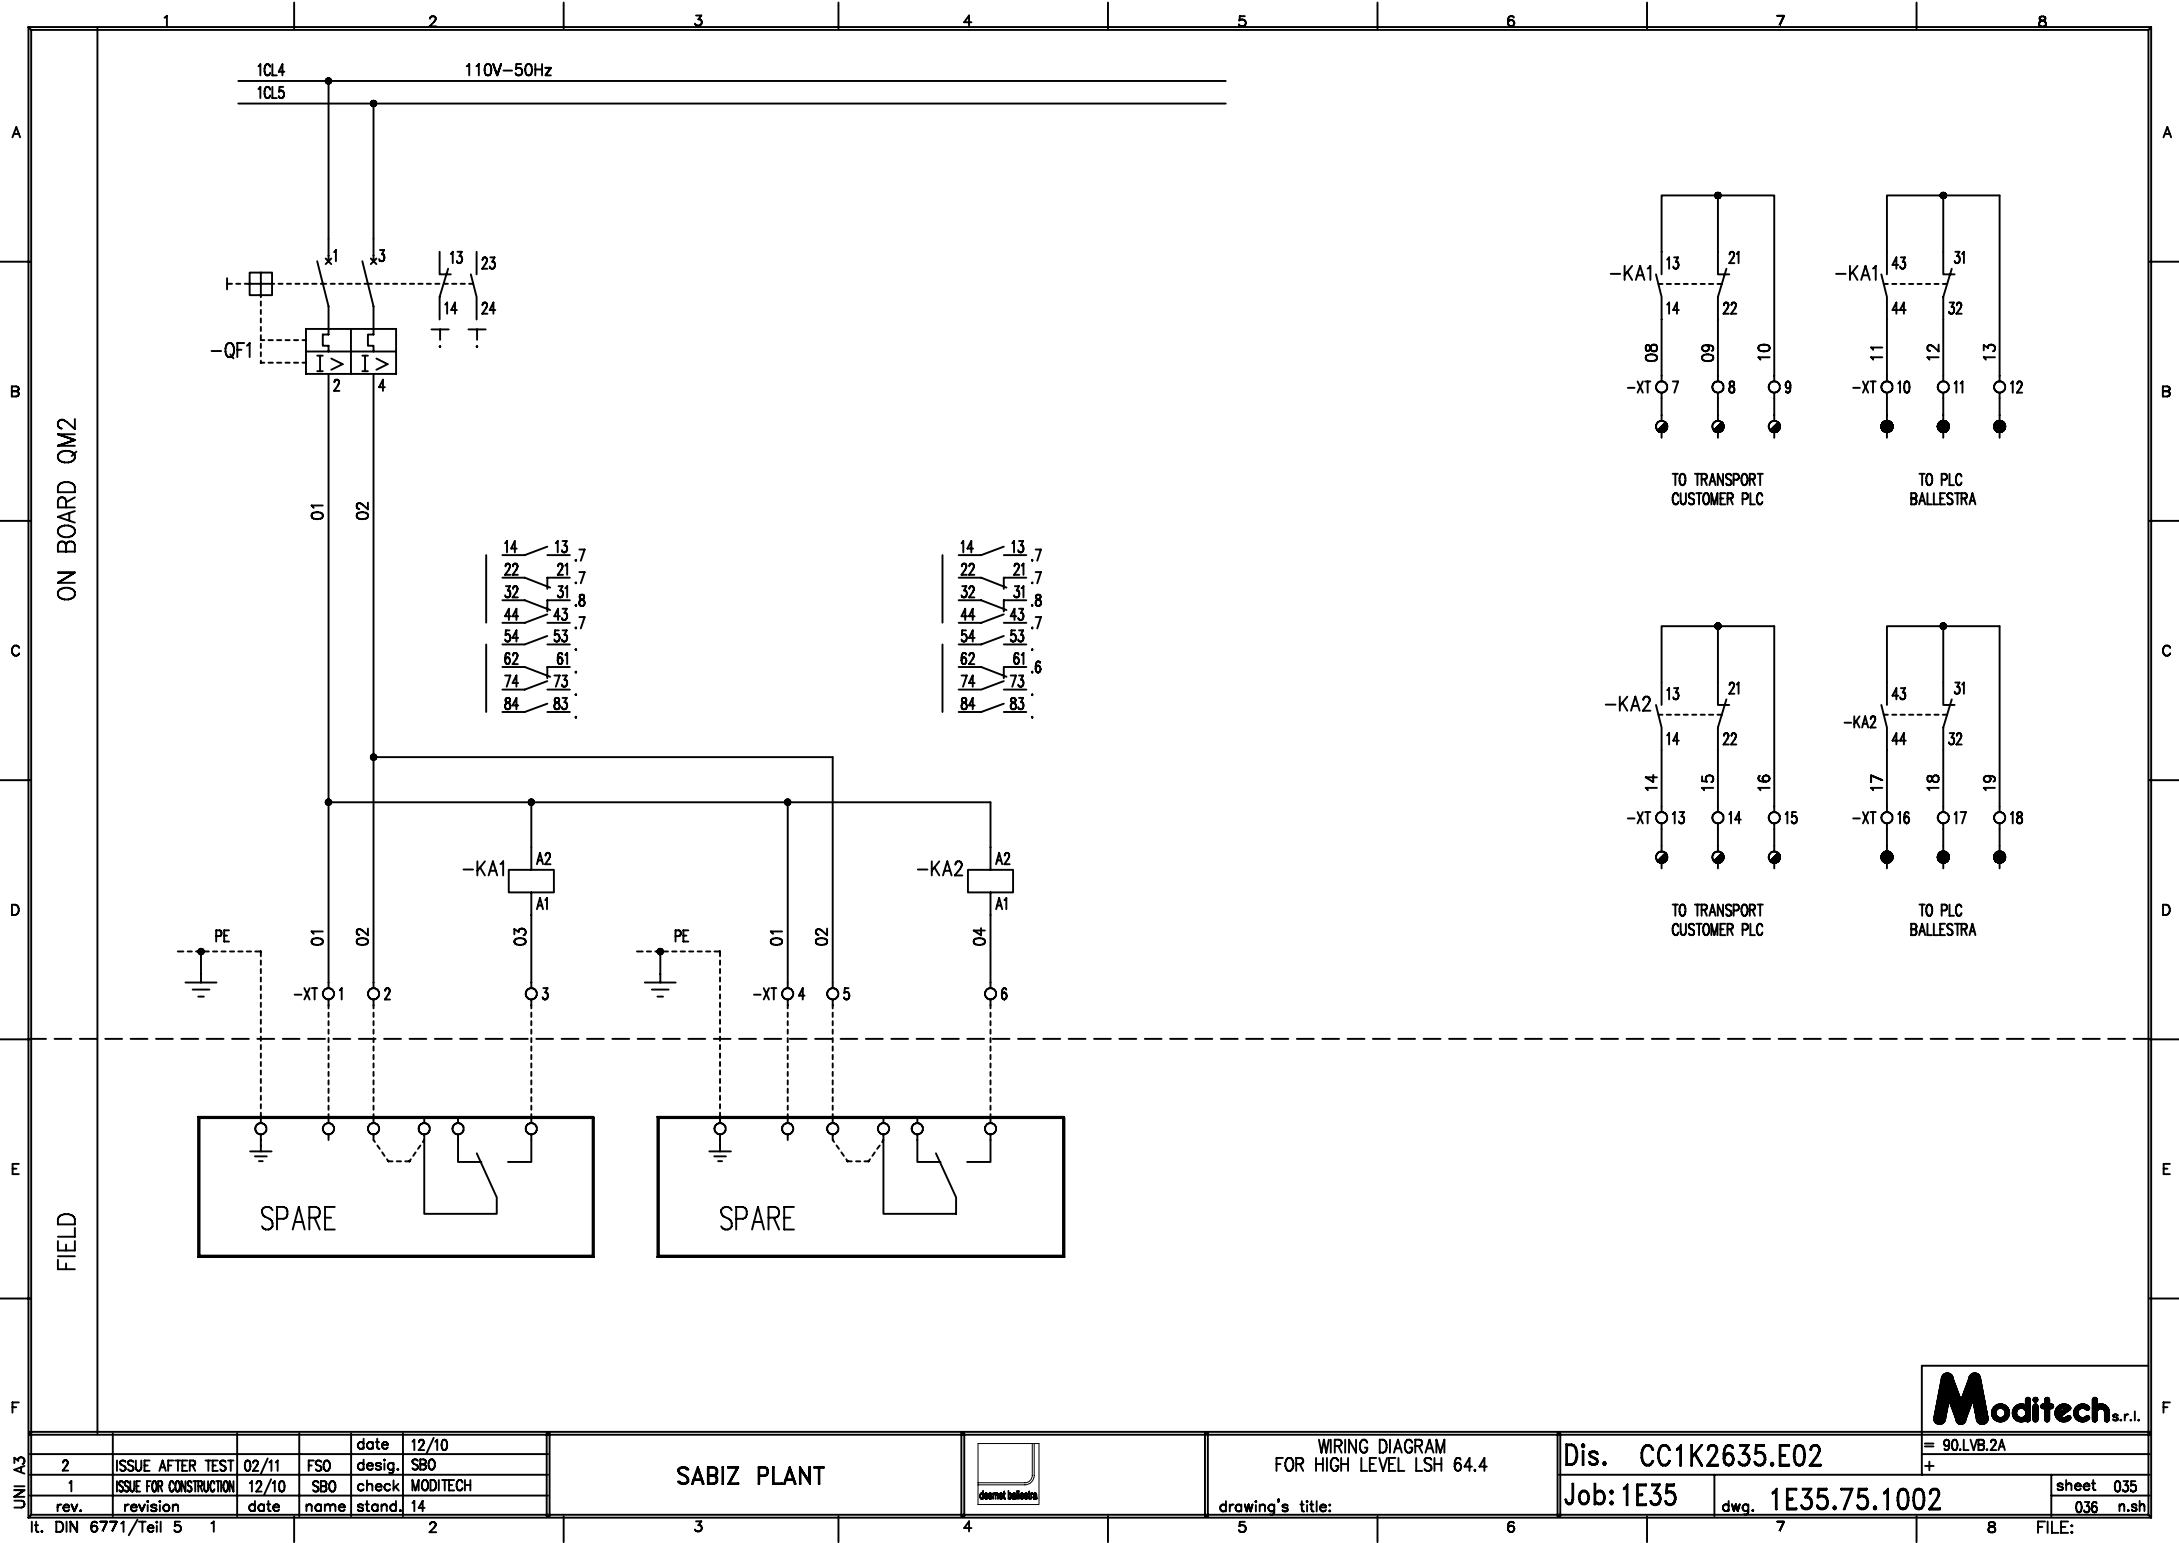 1 2 3 4 5 6 7 8
1CL4 110V-50Hz
1CL5
A A
1 3 13 23
14 24
-QF1
2 4
B B
ON BOARD QM2
01 02
-KA1 13 21
14 22
08 09 10
-XT 7 8 9
TO TRANSPORT
CUSTOMER PLC
-KA1 43 31
44 32
11 12 13
-XT 10 11 12
TO PLC
BALLESTRA
14 13 .7
22 21 .7
32 31 .8
44 43 .7
54 53 .
62 61 .
74 73 .
84 83 .
14 13 .7
22 21 .7
32 31 .8
44 43 .7
54 53 .
62 61 .6
74 73 .
84 83 .
C C
-KA2 13 21
14 22
14 15 16
-XT 13 14 15
TO TRANSPORT
CUSTOMER PLC
-KA2 43 31
44 32
17 18 19
-XT 16 17 18
TO PLC
BALLESTRA
-KA1 A2
A1
-KA2 A2
A1
D D
PE 01 02 03
PE 01 02 04
-XT 1 2 3
-XT 4 5 6
E E
FIELD
SPARE SPARE
F F
Moditech s.r.l.
UNI A3
date 12/10
2 ISSUE AFTER TEST 02/11 FSO desig. SBO
1 ISSUE FOR CONSTRUCTION 12/10 SBO check MODITECH
rev. revision date name stand. 14
SABIZ PLANT
desmet ballestra
WIRING DIAGRAM
FOR HIGH LEVEL LSH 64.4
drawing's title:
Dis. CC1K2635.E02
= 90.LVB.2A
+
Job: 1E35 dwg. 1E35.75.1002
sheet 035
036 n.sh
lt. DIN 6771/Teil 5 1 2 3 4 5 6 7 8 FILE: